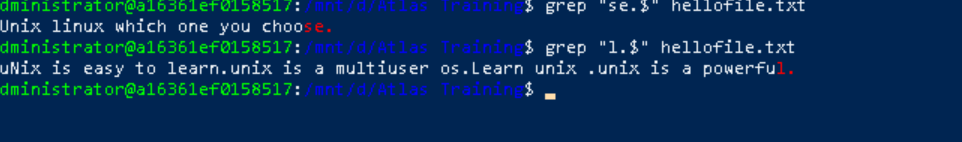 dministrator@a16361ef0158517:/mnt/d/Atlas Training$ grep "se.$" hellofile.txt
Unix linux which one you choose.
dministrator@a16361ef0158517:/mnt/d/Atlas Training$ grep "l.$" hellofile.txt
uNix is easy to learn.unix is a multiuser os.Learn unix .unix is a powerful.
dministrator@a16361ef0158517:/mnt/d/Atlas Training$